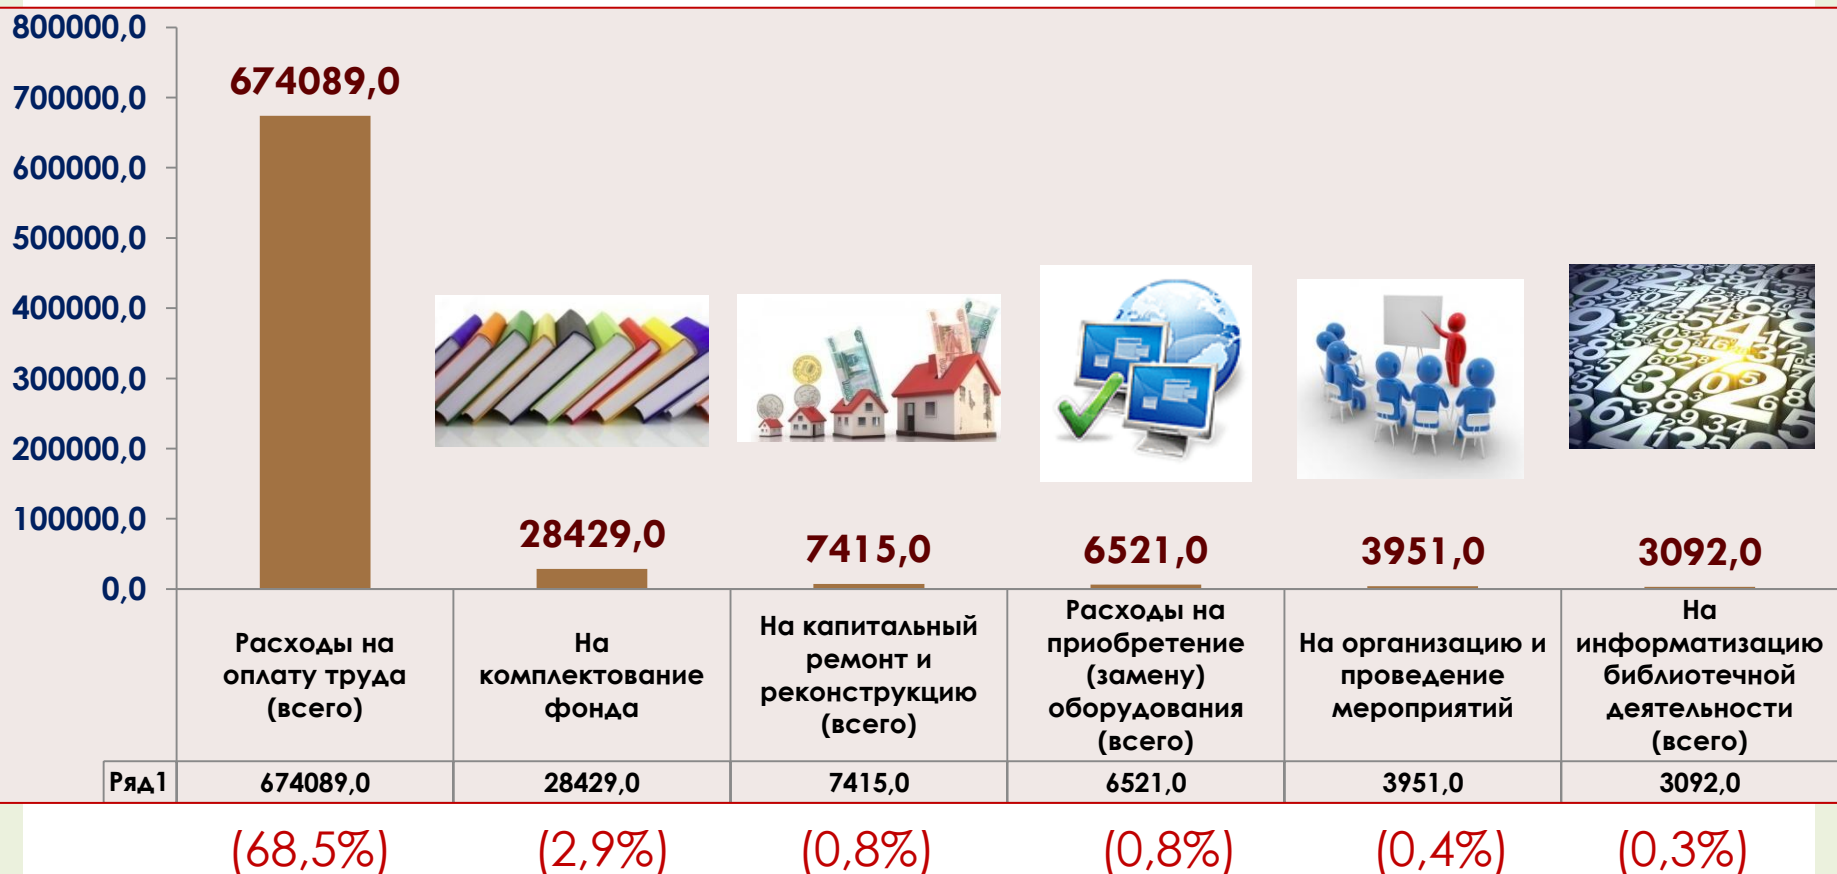 800000,0
700000,0
600000,0
500000,0
400000,0
300000,0
200000,0
100000,0
0,0
674089,0
28429,0
7415,0
6521,0
3951,0
3092,0
Расходы на
оплату труда
(всего)
На
комплектование
фонда
На капитальный
ремонт и
реконструкцию
(всего)
Расходы на
приобретение
(замену)
оборудования
(всего)
На организацию и
проведение
мероприятий
На
информатизацию
библиотечной
деятельности
(всего)
Ряд1 674089,0 28429,0 7415,0 6521,0 3951,0 3092,0
(68,5%) (2,9%) (0,8%) (0,8%) (0,4%) (0,3%)